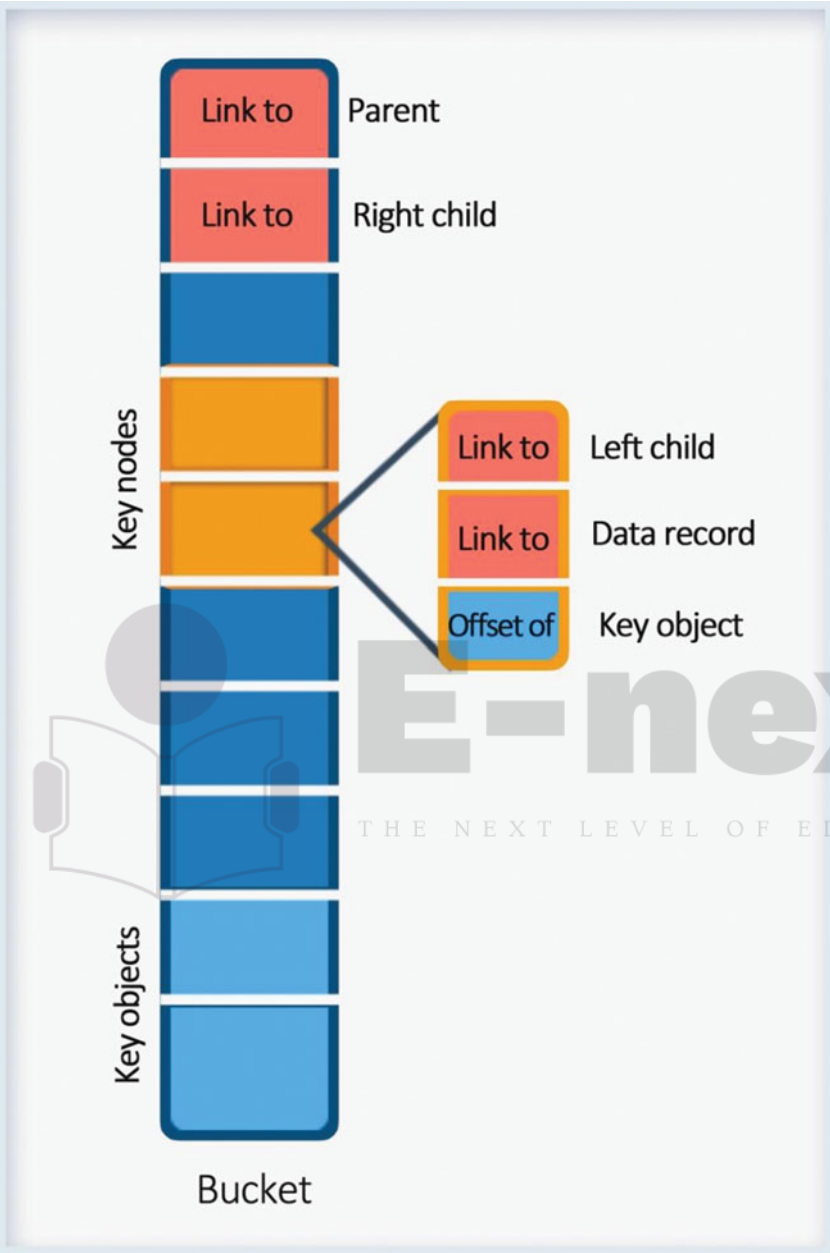 Link to Parent
Link to Right child
Key nodes
Link to Left child
Link to Data record
Offset of Key object
E-ne
THE NEXT LEVEL OF
Key objects
Bucket